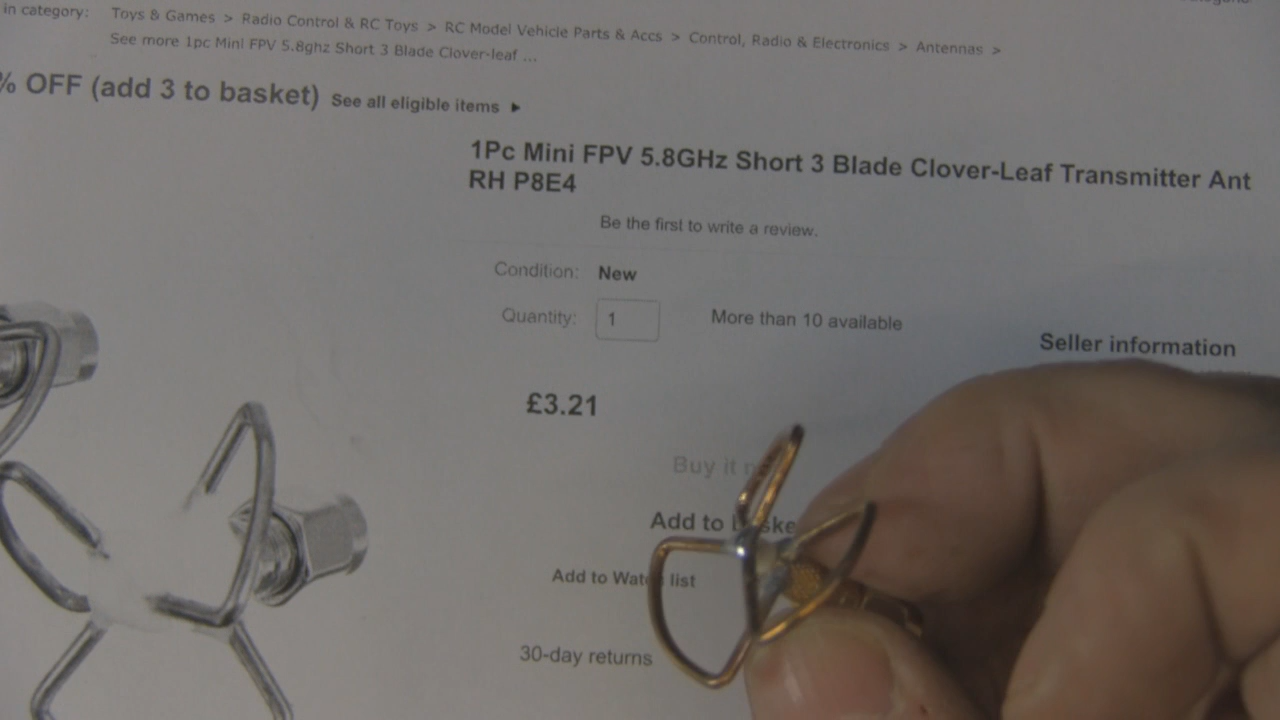 in category: Toys & Games > Radio Control & RC Toys > RC Model Vehicle Parts & Accs > Control, Radio & Electronics > Antennas >
See more 1pc Mini FPV 5.8ghz Short 3 Blade Clover-leaf ...
% OFF (add 3 to basket) See all eligible items ►
1Pc Mini FPV 5.8GHz Short 3 Blade Clover-Leaf Transmitter Ant
RH P8E4
Be the first to write a review.
Condition: New
Quantity: 1 More than 10 available
Seller information
£3.21
Buy it
Add to
Add to list
30-day returns